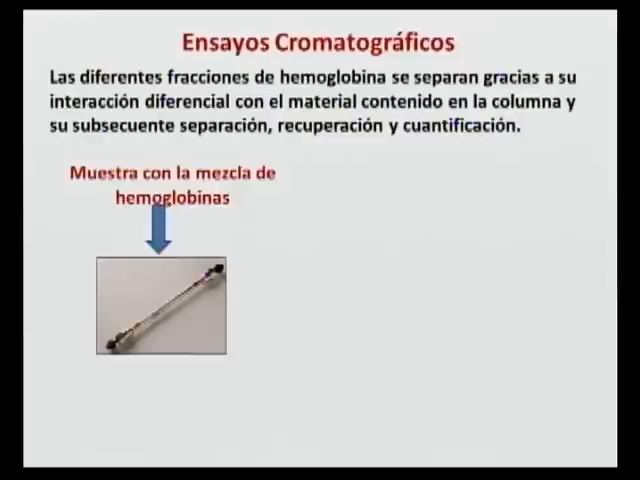 Ensayos Cromatográficos
Las diferentes fracciones de hemoglobina se separan gracias a su
interacción diferencial con el material contenido en la columna y
su subsecuente separación, recuperación y cuantificación.
Muestra con la mezcla de
hemoglobinas